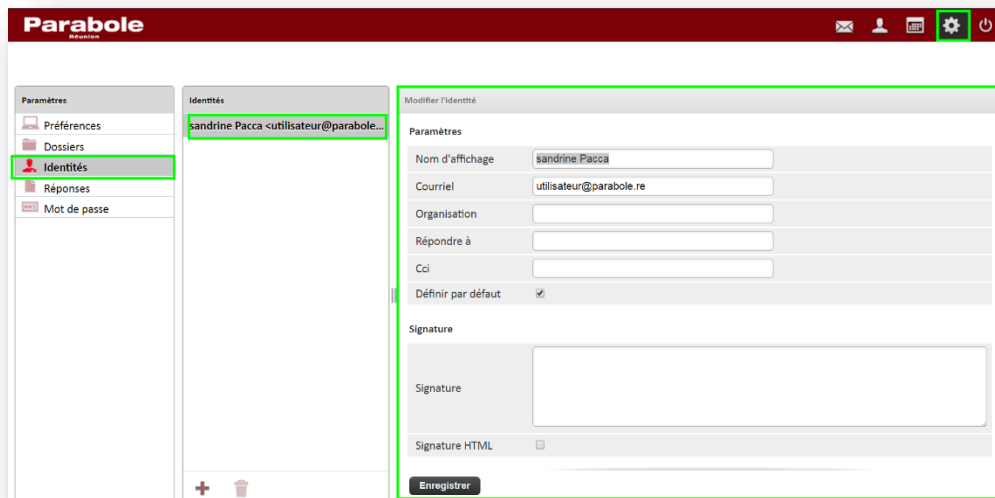 Parabole
Réunion
Paramètres
Préférences
Dossiers
Identités
Réponses
Mot de passe
Identités
sandrine Pacca <utilisateur@parabole...
Modifier l'identité
Paramètres
Nom d'affichage sandrine Pacca
Courriel utilisateur@parabole.re
Organisation
Répondre à
Cci
Définir par défaut
Signature
Signature
Signature HTML
Enregistrer